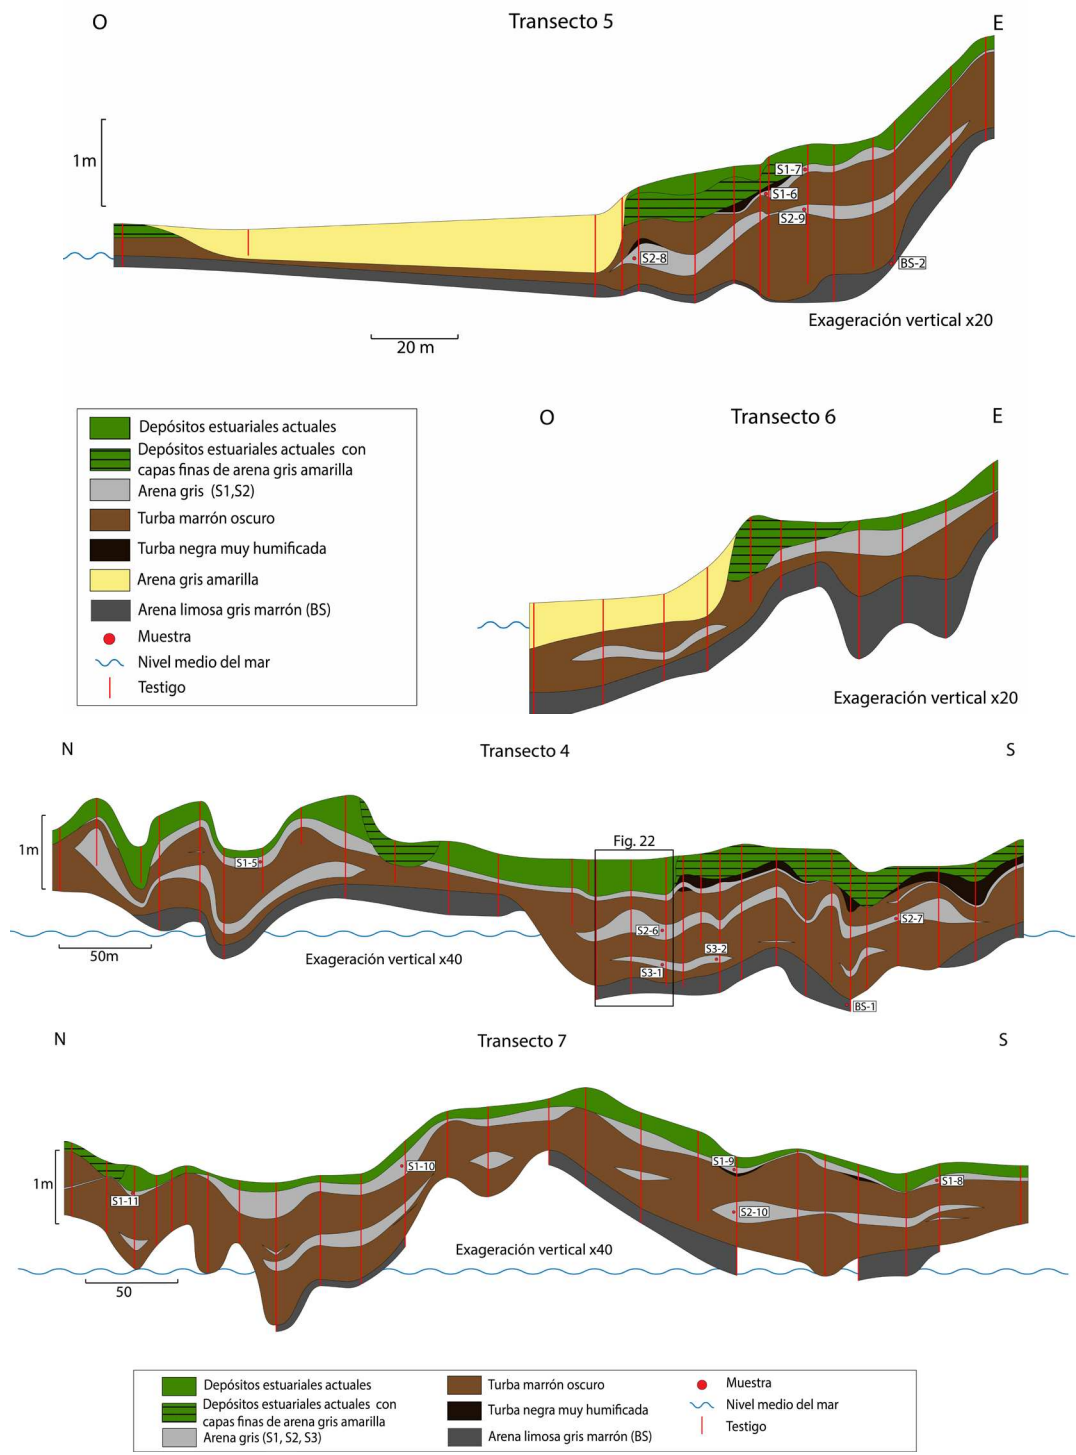 O
Transecto 5
E
1m
S1-7
S1-6
S2-9
S2-8
BS-2
Exageración vertical x20
20 m
Depósitos estuariales actuales
Depósitos estuariales actuales con
capas finas de arena gris amarilla
Arena gris (S1,S2)
Turba marrón oscuro
Turba negra muy humificada
Arena gris amarilla
Arena limosa gris marrón (BS)
Muestra
Nivel medio del mar
Testigo
O
Transecto 6
E
Exageración vertical x20
N
Transecto 4
S
1m
Fig. 22
S1-5
S2-6
S2-7
S3-2
S3-1
BS-1
50m
Exageración vertical x40
N
Transecto 7
S
1m
S1-10
S1-9
S1-8
S1-11
S2-10
Exageración vertical x40
50
Depósitos estuariales actuales
Depósitos estuariales actuales con
capas finas de arena gris amarilla
Arena gris (S1, S2, S3)
Turba marrón oscuro
Turba negra muy humificada
Arena limosa gris marrón (BS)
Muestra
Nivel medio del mar
Testigo